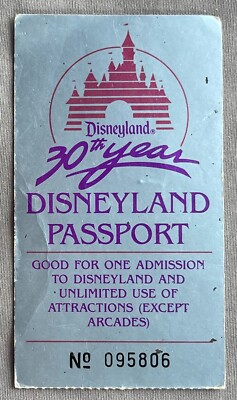 Disneyland®
30th year
DISNEYLAND
PASSPORT
GOOD FOR ONE ADMISSION
TO DISNEYLAND AND
UNLIMITED USE OF
ATTRACTIONS (EXCEPT
ARCADES)
Nº 095806